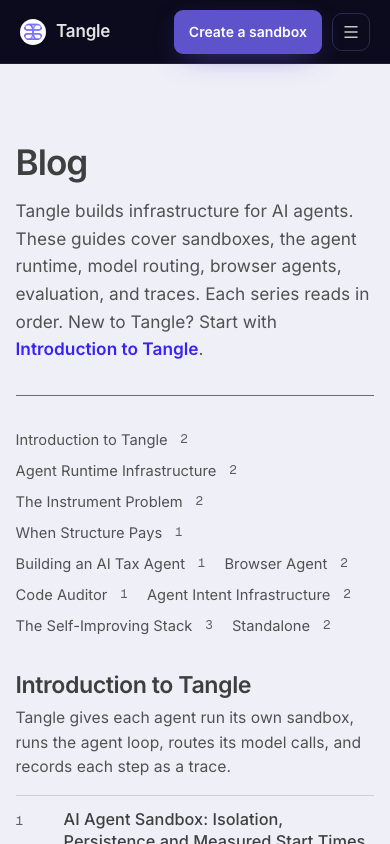 Tangle
Create a sandbox
Blog
Tangle builds infrastructure for AI agents.
These guides cover sandboxes, the agent
runtime, model routing, browser agents,
evaluation, and traces. Each series reads in
order. New to Tangle? Start with
Introduction to Tangle.
Introduction to Tangle 2
Agent Runtime Infrastructure 2
The Instrument Problem 2
When Structure Pays 1
Building an AI Tax Agent 1 Browser Agent 2
Code Auditor 1 Agent Intent Infrastructure 2
The Self-Improving Stack 3 Standalone 2
Introduction to Tangle
Tangle gives each agent run its own sandbox,
runs the agent loop, routes its model calls, and
records each step as a trace.
1 AI Agent Sandbox: Isolation,
Persistence and Measured Start Times